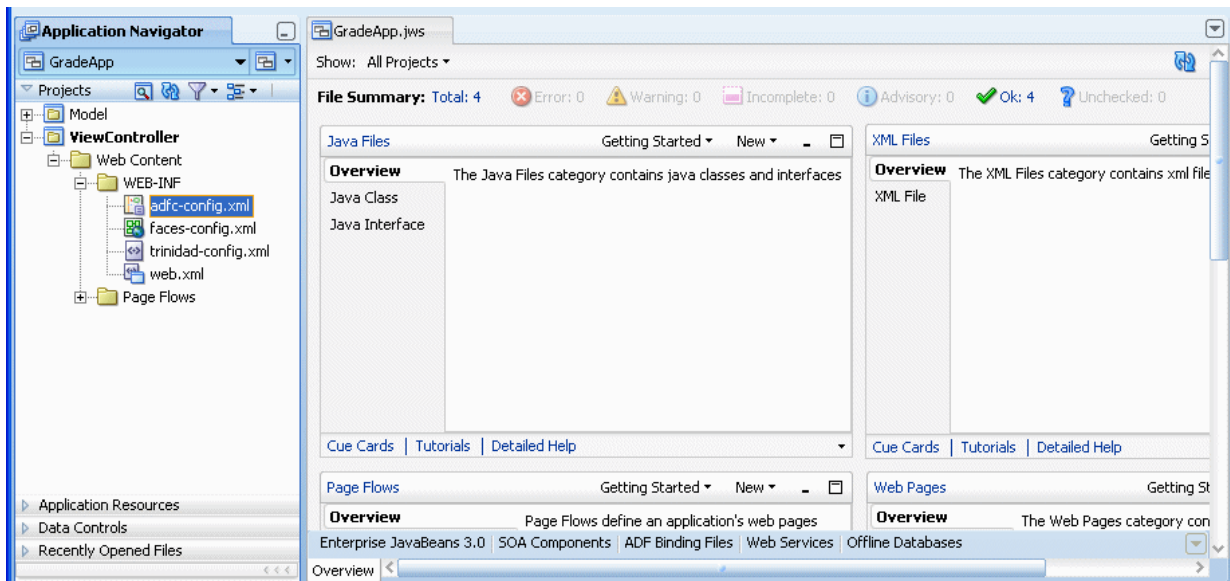 Application Navigator
GradeApp
Projects
Model
ViewController
Web Content
WEB-INF
adfc-config.xml
faces-config.xml
trinidad-config.xml
web.xml
Page Flows
Application Resources
Data Controls
Recently Opened Files
GradeApp.jws
Show: All Projects
File Summary: Total: 4 Error: 0 Warning: 0 Incomplete: 0 Advisory: 0 Ok: 4 Unchecked: 0
Java Files Getting Started New
Overview The Java Files category contains java classes and interfaces
Java Class
Java Interface
Cue Cards | Tutorials | Detailed Help
XML Files Getting S
Overview The XML Files category contains xml file
XML File
Cue Cards | Tutorials | Detailed Help
Page Flows Getting Started New
Overview Page Flows define an application's web pages
Web Pages Getting St
Overview The Web Pages category con
Enterprise JavaBeans 3.0 | SOA Components | ADF Binding Files | Web Services | Offline Databases
Overview